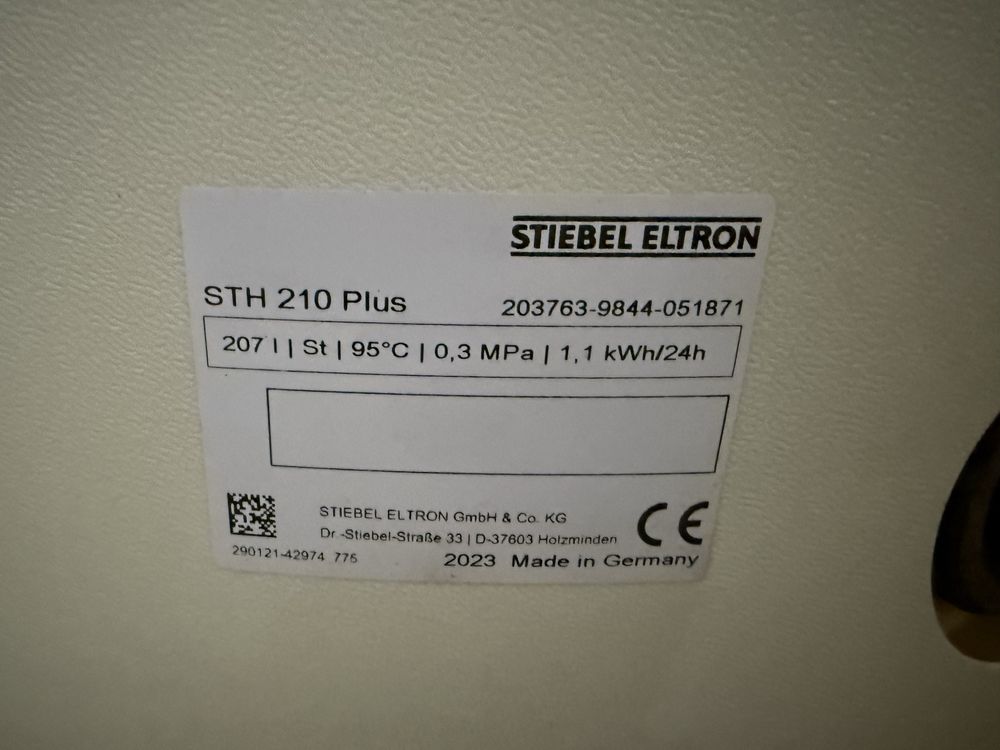 STIEBEL ELTRON
STH 210 Plus 203763-9844-051871
207 l | St | 95°C | 0,3 MPa | 1,1 kWh/24h
STIEBEL ELTRON GmbH & Co. KG
Dr.-Stiebel-Straße 33 | D-37603 Holzminden
CE
290121-42974 775
2023 Made in Germany